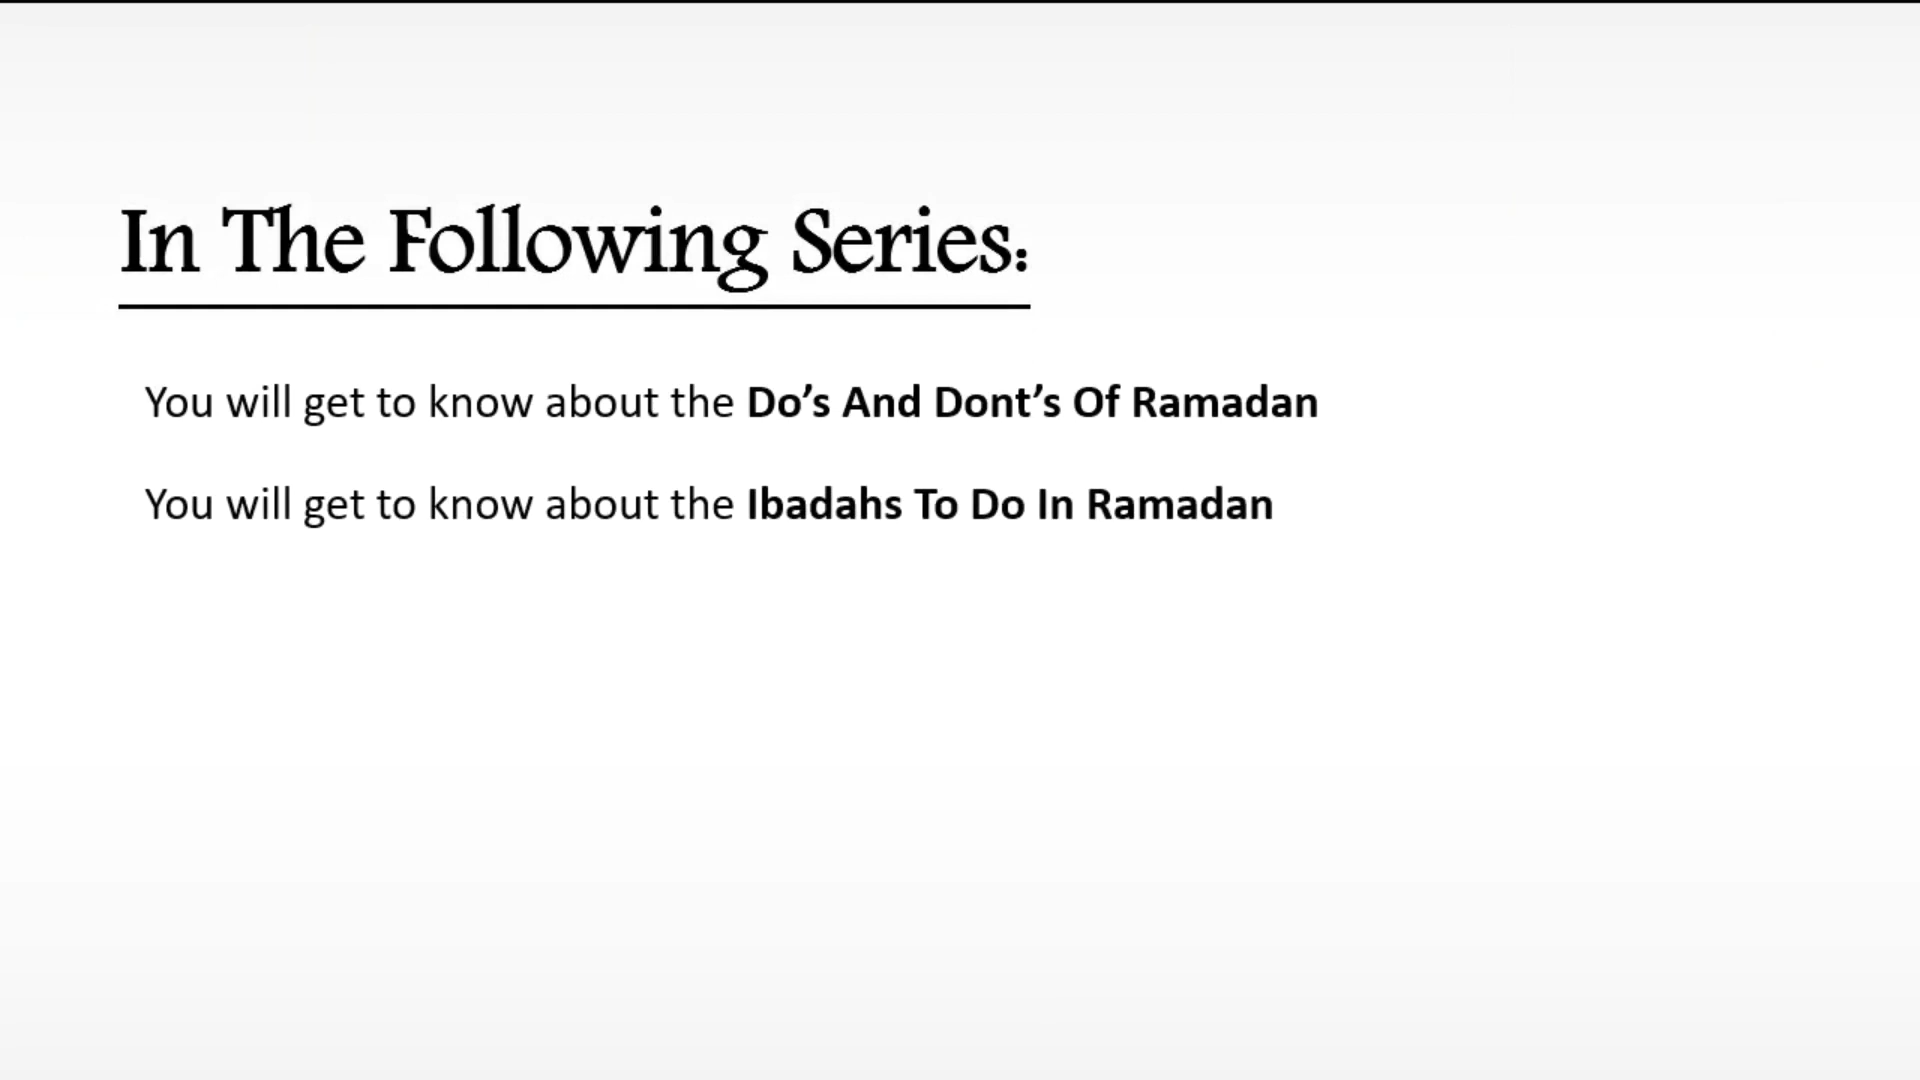 In The Following Series:
You will get to know about the Do’s And Dont’s Of Ramadan
You will get to know about the Ibadahs To Do In Ramadan